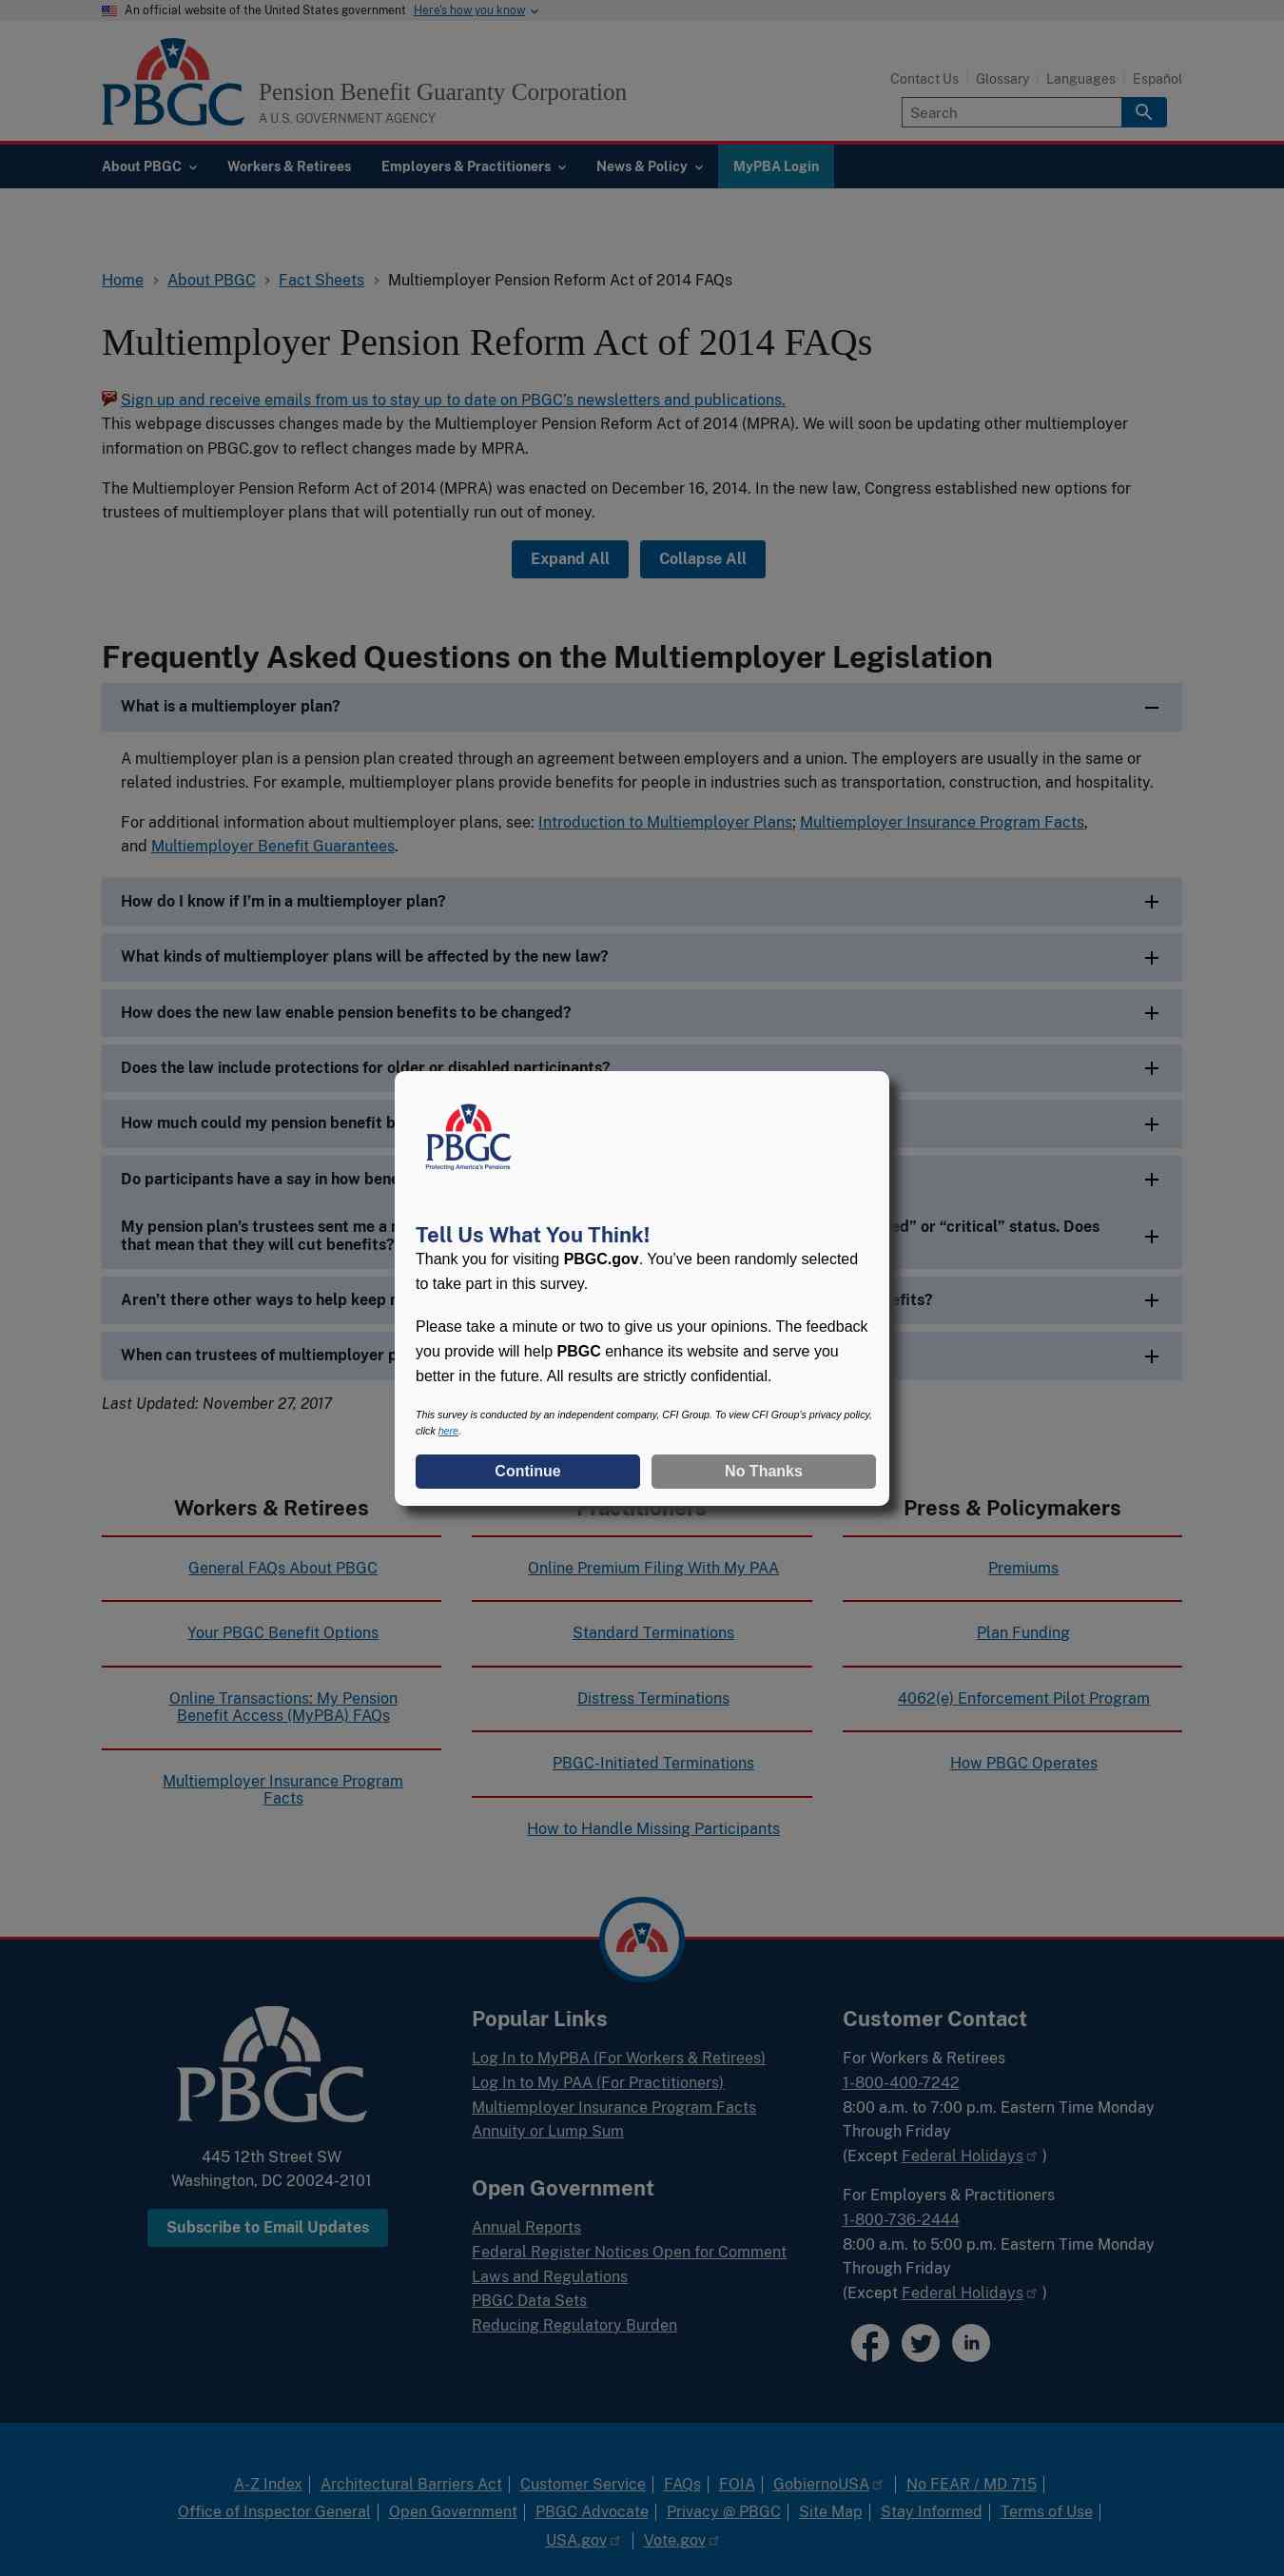 An official website of the United States government Here's how you know
PBGC Pension Benefit Guaranty Corporation
A U.S. GOVERNMENT AGENCY
Contact Us Glossary Languages Español
Search
About PBGC Workers & Retirees Employers & Practitioners News & Policy MyPBA Login
Home › About PBGC › Fact Sheets › Multiemployer Pension Reform Act of 2014 FAQs
Multiemployer Pension Reform Act of 2014 FAQs
Sign up and receive emails from us to stay up to date on PBGC's newsletters and publications.
This webpage discusses changes made by the Multiemployer Pension Reform Act of 2014 (MPRA). We will soon be updating other multiemployer
information on PBGC.gov to reflect changes made by MPRA.
The Multiemployer Pension Reform Act of 2014 (MPRA) was enacted on December 16, 2014. In the new law, Congress established new options for
trustees of multiemployer plans that will potentially run out of money.
Expand All Collapse All
Frequently Asked Questions on the Multiemployer Legislation
What is a multiemployer plan?
A multiemployer plan is a pension plan created through an agreement between employers and a union. The employers are usually in the same or
related industries. For example, multiemployer plans provide benefits for people in industries such as transportation, construction, and hospitality.
For additional information about multiemployer plans, see: Introduction to Multiemployer Plans; Multiemployer Insurance Program Facts,
and Multiemployer Benefit Guarantees.
How do I know if I'm in a multiemployer plan?
What kinds of multiemployer plans will be affected by the new law?
How does the new law enable pension benefits to be changed?
Does the law include protections for older or disabled participants?
How much could my pension benefit
Do participants have a say in how
My pension plan's trustees sent me a or "critical" status. Does
that mean that they will cut benefits?
Aren't there other ways to help keep
When can trustees of multiemployer
Last Updated: November 27, 2017
PBGC
Protecting America's Pensions
Tell Us What You Think!
Thank you for visiting PBGC.gov. You've been randomly selected
to take part in this survey.
Please take a minute or two to give us your opinions. The feedback
you provide will help PBGC enhance its website and serve you
better in the future. All results are strictly confidential.
This survey is conducted by an independent company, CFI Group. To view CFI Group's privacy policy,
click here.
Continue No Thanks
Workers & Retirees
General FAQs About PBGC
Your PBGC Benefit Options
Online Transactions: My Pension
Benefit Access (MyPBA) FAQs
Multiemployer Insurance Program
Facts
Practitioners
Online Premium Filing With My PAA
Standard Terminations
Distress Terminations
PBGC-Initiated Terminations
How to Handle Missing Participants
Press & Policymakers
Premiums
Plan Funding
4062(e) Enforcement Pilot Program
How PBGC Operates
PBGC
445 12th Street SW
Washington, DC 20024-2101
Subscribe to Email Updates
Popular Links
Log In to MyPBA (For Workers & Retirees)
Log In to My PAA (For Practitioners)
Multiemployer Insurance Program Facts
Annuity or Lump Sum
Open Government
Annual Reports
Federal Register Notices Open for Comment
Laws and Regulations
PBGC Data Sets
Reducing Regulatory Burden
Customer Contact
For Workers & Retirees
1-800-400-7242
8:00 a.m. to 7:00 p.m. Eastern Time Monday
Through Friday
(Except Federal Holidays )
For Employers & Practitioners
1-800-736-2444
8:00 a.m. to 5:00 p.m. Eastern Time Monday
Through Friday
(Except Federal Holidays )
A-Z Index | Architectural Barriers Act | Customer Service | FAQs | FOIA | GobiernoUSA | No FEAR / MD 715 |
Office of Inspector General | Open Government | PBGC Advocate | Privacy @ PBGC | Site Map | Stay Informed | Terms of Use |
USA.gov | Vote.gov